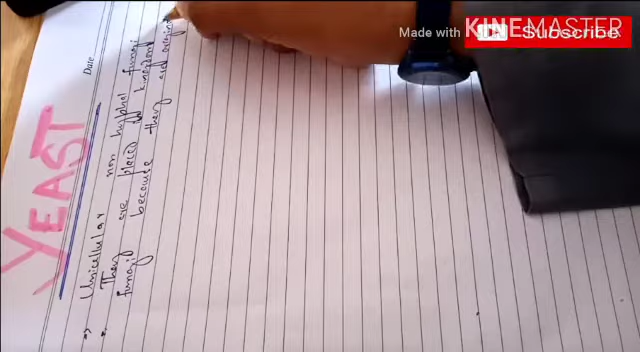 Made with KINEMASTER
Subscribe
Date
YEAST
⇒ Unicellular non hyphal fungi.
They are placed in kingdom
fungi because they